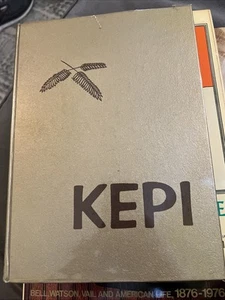 KEPI
E
BELL, WATSON, VAIL AND AMERICAN LIFE, 1876-1976